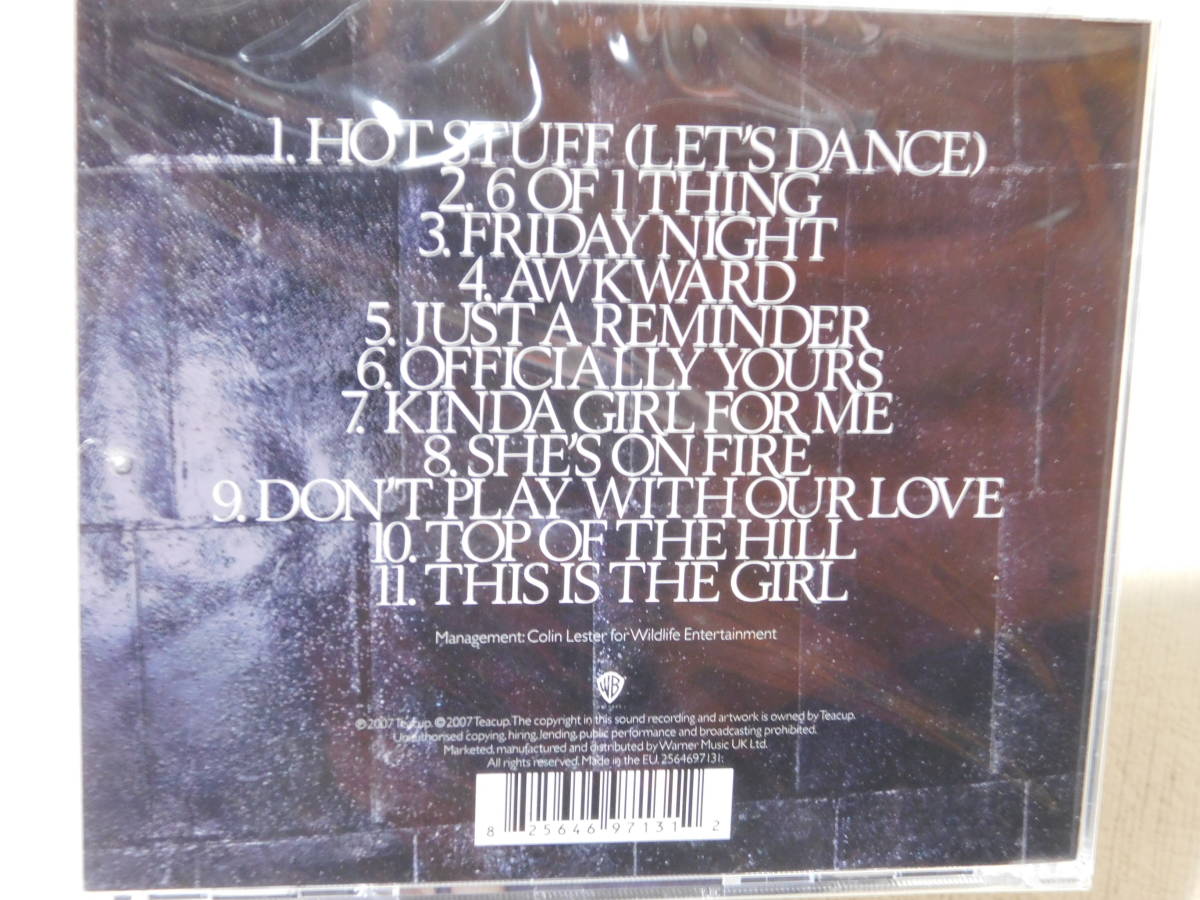 1. HOT STUFF (LET'S DANCE)
2. 6 OF 1 THING
3. FRIDAY NIGHT
4. AWKWARD
5. JUST A REMINDER
6. OFFICIALLY YOURS
7. KINDA GIRL FOR ME
8. SHE'S ON FIRE
9. DON'T PLAY WITH OUR LOVE
10. TOP OF THE HILL
11. THIS IS THE GIRL
Management: Colin Lester for Wildlife Entertainment
WB
℗2007 Teacup. ©2007 Teacup. The copyright in this sound recording and artwork is owned by Teacup.
Unauthorised copying, hiring, lending, public performance and broadcasting prohibited.
Marketed, manufactured and distributed by Warner Music UK Ltd.
All rights reserved. Made in the EU. 2564697131:
8 25646 97131 2